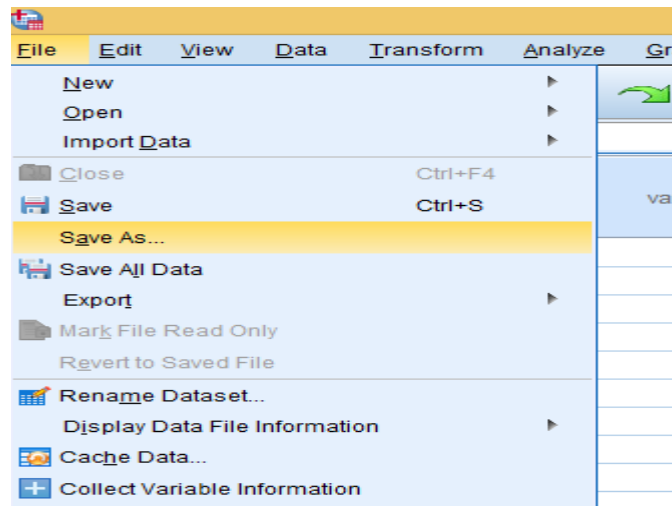 File Edit View Data Transform Analyze Gr
New
Open
Import Data
Close Ctrl+F4
Save Ctrl+S
va
Save As...
Save All Data
Export
Mark File Read Only
Revert to Saved File
Rename Dataset...
Display Data File Information
Cache Data...
Collect Variable Information